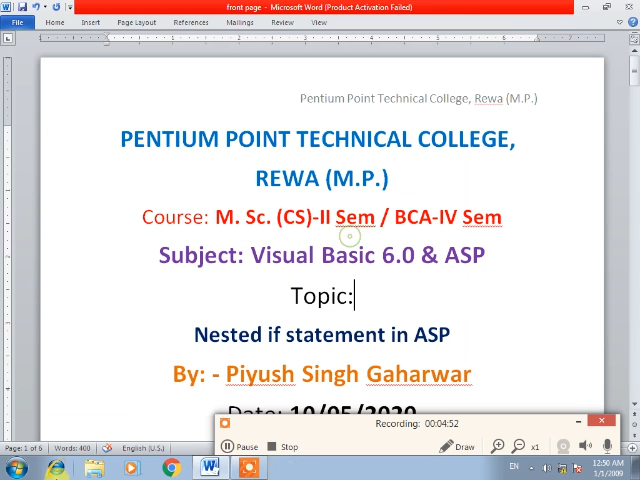 front page - Microsoft Word (Product Activation Failed)
File Home Insert Page Layout References Mailings Review View
Pentium Point Technical College, Rewa (M.P.)
PENTIUM POINT TECHNICAL COLLEGE,
REWA (M.P.)
Course: M. Sc. (CS)-II Sem / BCA-IV Sem
Subject: Visual Basic 6.0 & ASP
Topic:
Nested if statement in ASP
By: - Piyush Singh Gaharwar
Date: 10/05/2020
Recording: 00:04:52
Pause Stop Draw x1
Page: 1 of 6 Words: 400 English (U.S.)
EN 12:50 AM
1/1/2009